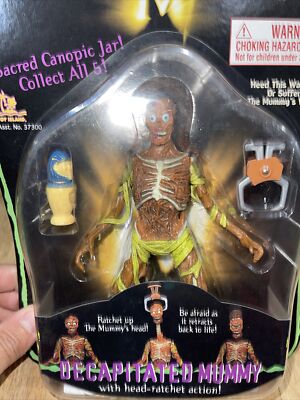 Sacred Canopic Jar!
Collect All 5!
WARN
CHOKING HAZARD
Not for children under
Heed This Wa
Or Suffer
The Mummy's
Asst. No. 37300
Ratchet up
The Mummy's head!
Be afraid as
it retracts
back to life!
DECAPITATED MUMMY
with head-ratchet action!